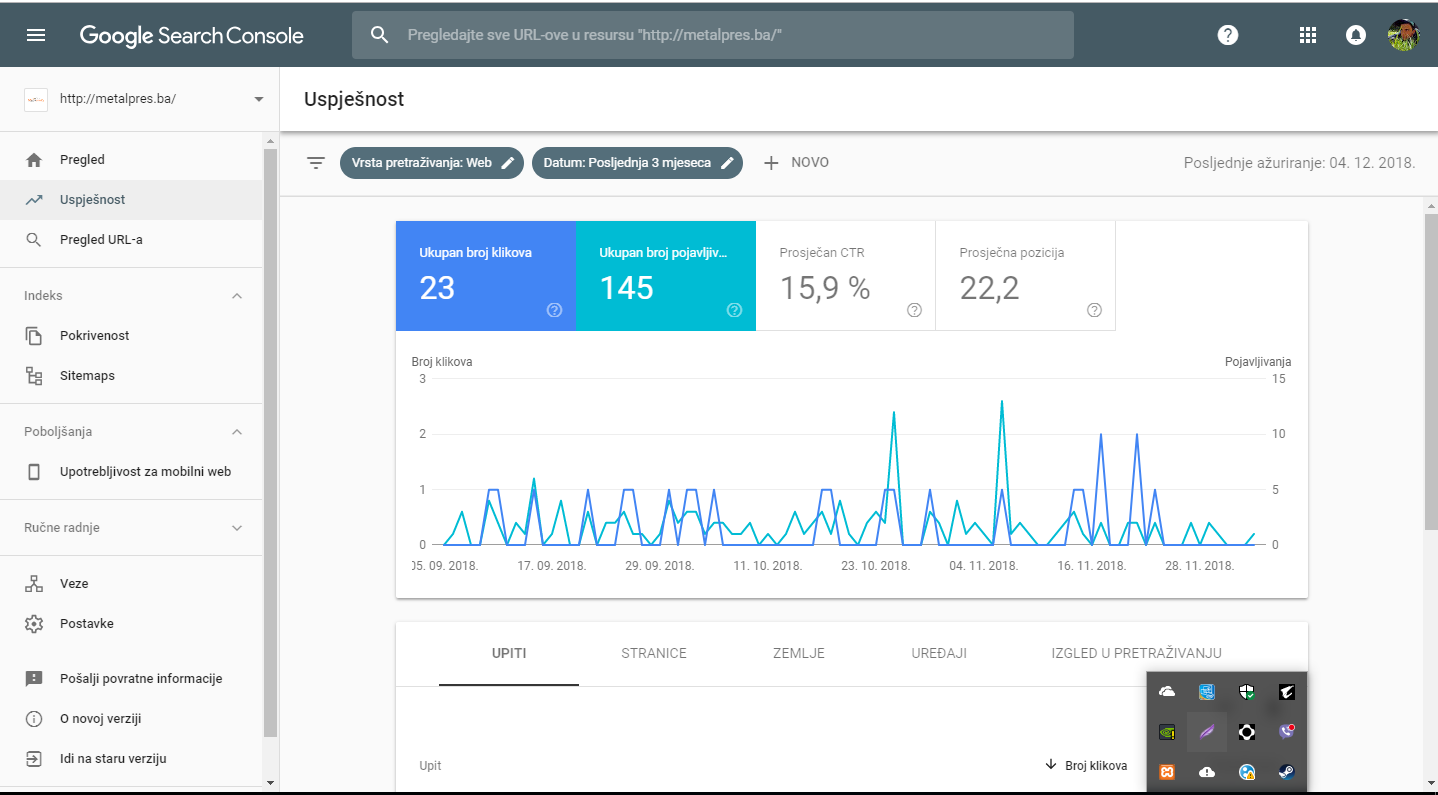 Google Search Console
Pregledajte sve URL-ove u resursu "http://metalpres.ba/"
http://metalpres.ba/
Uspješnost
Pregled
Uspješnost
Pregled URL-a
Indeks
Pokrivenost
Sitemaps
Poboljšanja
Upotrebljivost za mobilni web
Ručne radnje
Veze
Postavke
Pošalji povratne informacije
O novoj verziji
Idi na staru verziju
Vrsta pretraživanja: Web
Datum: Posljednja 3 mjeseca
NOVO
Posljednje ažuriranje: 04. 12. 2018.
Ukupan broj klikova
23
Ukupan broj pojavljiv...
145
Prosječan CTR
15,9 %
Prosječna pozicija
22,2
Broj klikova
Pojavljivanja
3
15
2
10
1
5
0
0
05. 09. 2018.
17. 09. 2018.
29. 09. 2018.
11. 10. 2018.
23. 10. 2018.
04. 11. 2018.
16. 11. 2018.
28. 11. 2018.
UPITI
STRANICE
ZEMLJE
UREĐAJI
IZGLED U PRETRAŽIVANJU
Upit
Broj klikova